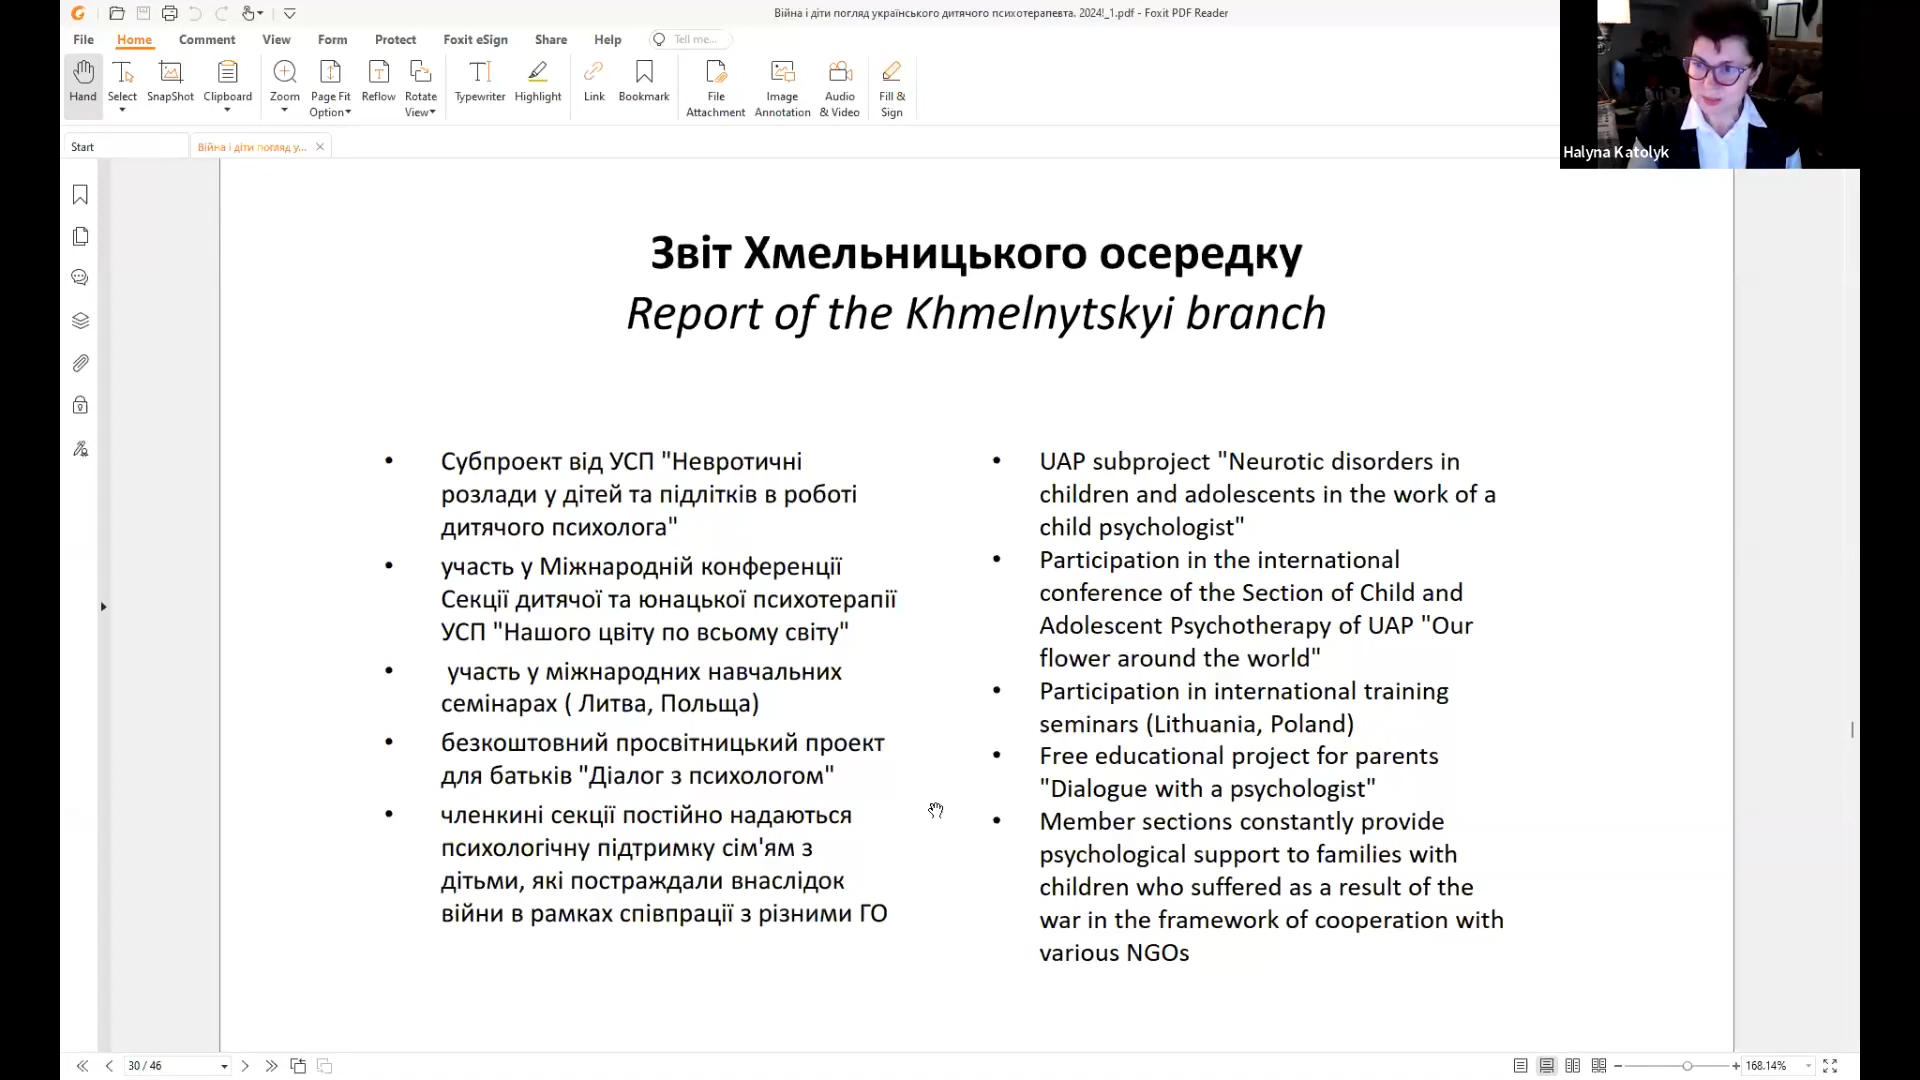 Війна і діти погляд українського дитячого психотерапевта. 2024!_1.pdf - Foxit PDF Reader
File Home Comment View Form Protect Foxit eSign Share Help Tell me...
Hand Select SnapShot Clipboard Zoom Page Fit Option Reflow Rotate View Typewriter Highlight Link Bookmark File Attachment Image Annotation Audio & Video Fill & Sign
Halyna Katolyk
Start Війна і діти погляд у...
Звіт Хмельницького осередку
Report of the Khmelnytskyi branch
• Субпроект від УСП "Невротичні
розлади у дітей та підлітків в роботі
дитячого психолога"
• участь у Міжнародній конференції
Секції дитячої та юнацької психотерапії
УСП "Нашого цвіту по всьому світу"
• участь у міжнародних навчальних
семінарах ( Литва, Польща)
• безкоштовний просвітницький проект
для батьків "Діалог з психологом"
• членкині секції постійно надаються
психологічну підтримку сім'ям з
дітьми, які постраждали внаслідок
війни в рамках співпраці з різними ГО
• UAP subproject "Neurotic disorders in
children and adolescents in the work of a
child psychologist"
• Participation in the international
conference of the Section of Child and
Adolescent Psychotherapy of UAP "Our
flower around the world"
• Participation in international training
seminars (Lithuania, Poland)
• Free educational project for parents
"Dialogue with a psychologist"
• Member sections constantly provide
psychological support to families with
children who suffered as a result of the
war in the framework of cooperation with
various NGOs
30 / 46
168.14%